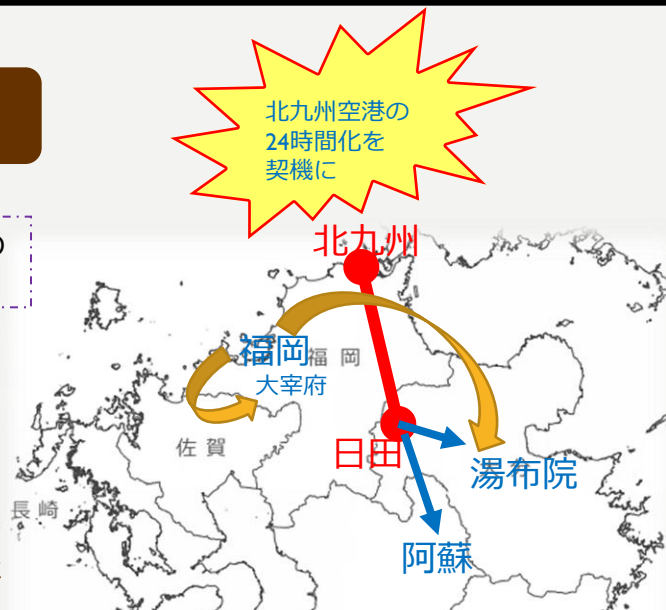 北九州空港の
24時間化を
契機に
の
北九州
福岡
福岡
大宰府
佐賀
日田
湯布院
長崎
阿蘇